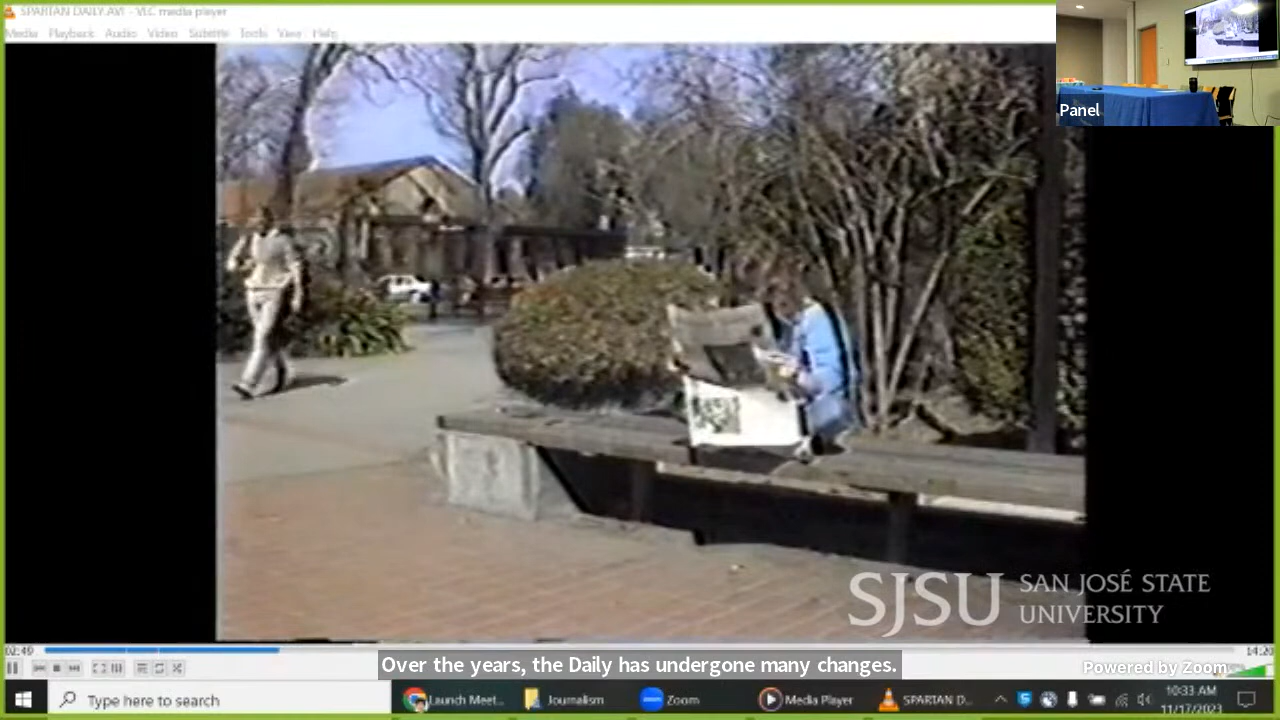 SPARTAN DAILY.AVI - VLC media player
Media Playback Audio Video Subtitle Tools View Help
Panel
SJSU SAN JOSÉ STATE
UNIVERSITY
02:49
14:20
Over the years, the Daily has undergone many changes.
Powered by Zoom
Type here to search
Launch Meet...
Journalism
Zoom
Media Player
SPARTAN D...
10:33 AM
11/17/2023